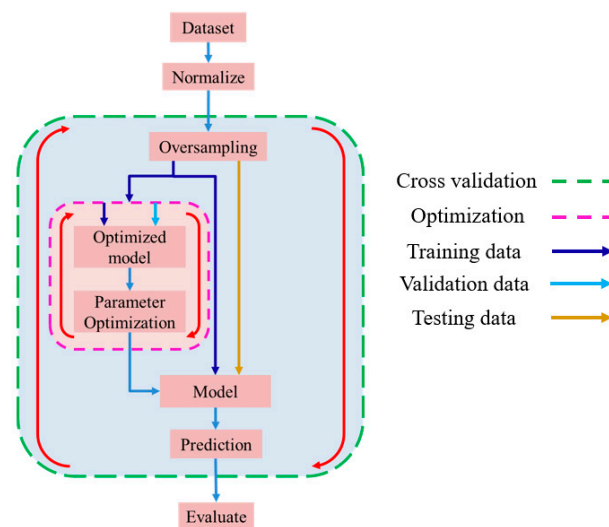 Dataset
Normalize
Oversampling
Optimized
model
Parameter
Optimization
Model
Prediction
Evaluate
Cross validation
Optimization
Training data
Validation data
Testing data